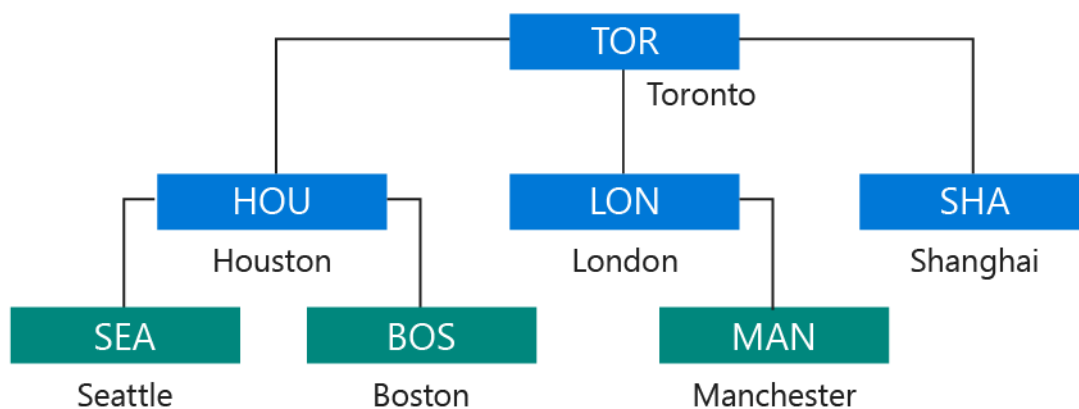 TOR
Toronto
HOU
LON
SHA
Houston
London
Shanghai
SEA
BOS
MAN
Seattle
Boston
Manchester